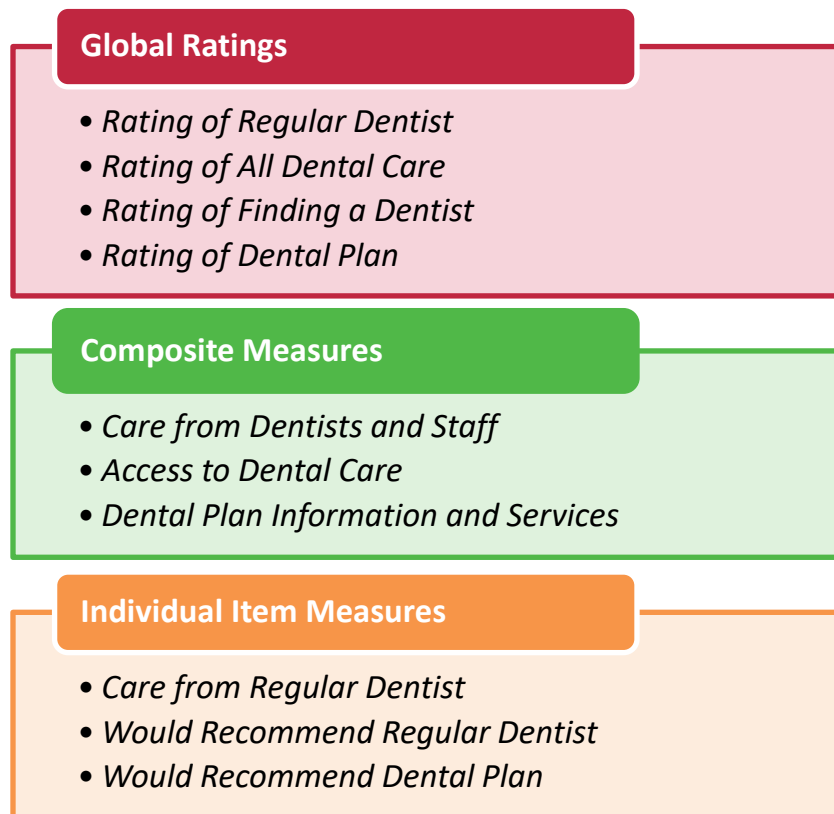 Global Ratings
• Rating of Regular Dentist
• Rating of All Dental Care
• Rating of Finding a Dentist
• Rating of Dental Plan
Composite Measures
• Care from Dentists and Staff
• Access to Dental Care
• Dental Plan Information and Services
Individual Item Measures
• Care from Regular Dentist
• Would Recommend Regular Dentist
• Would Recommend Dental Plan